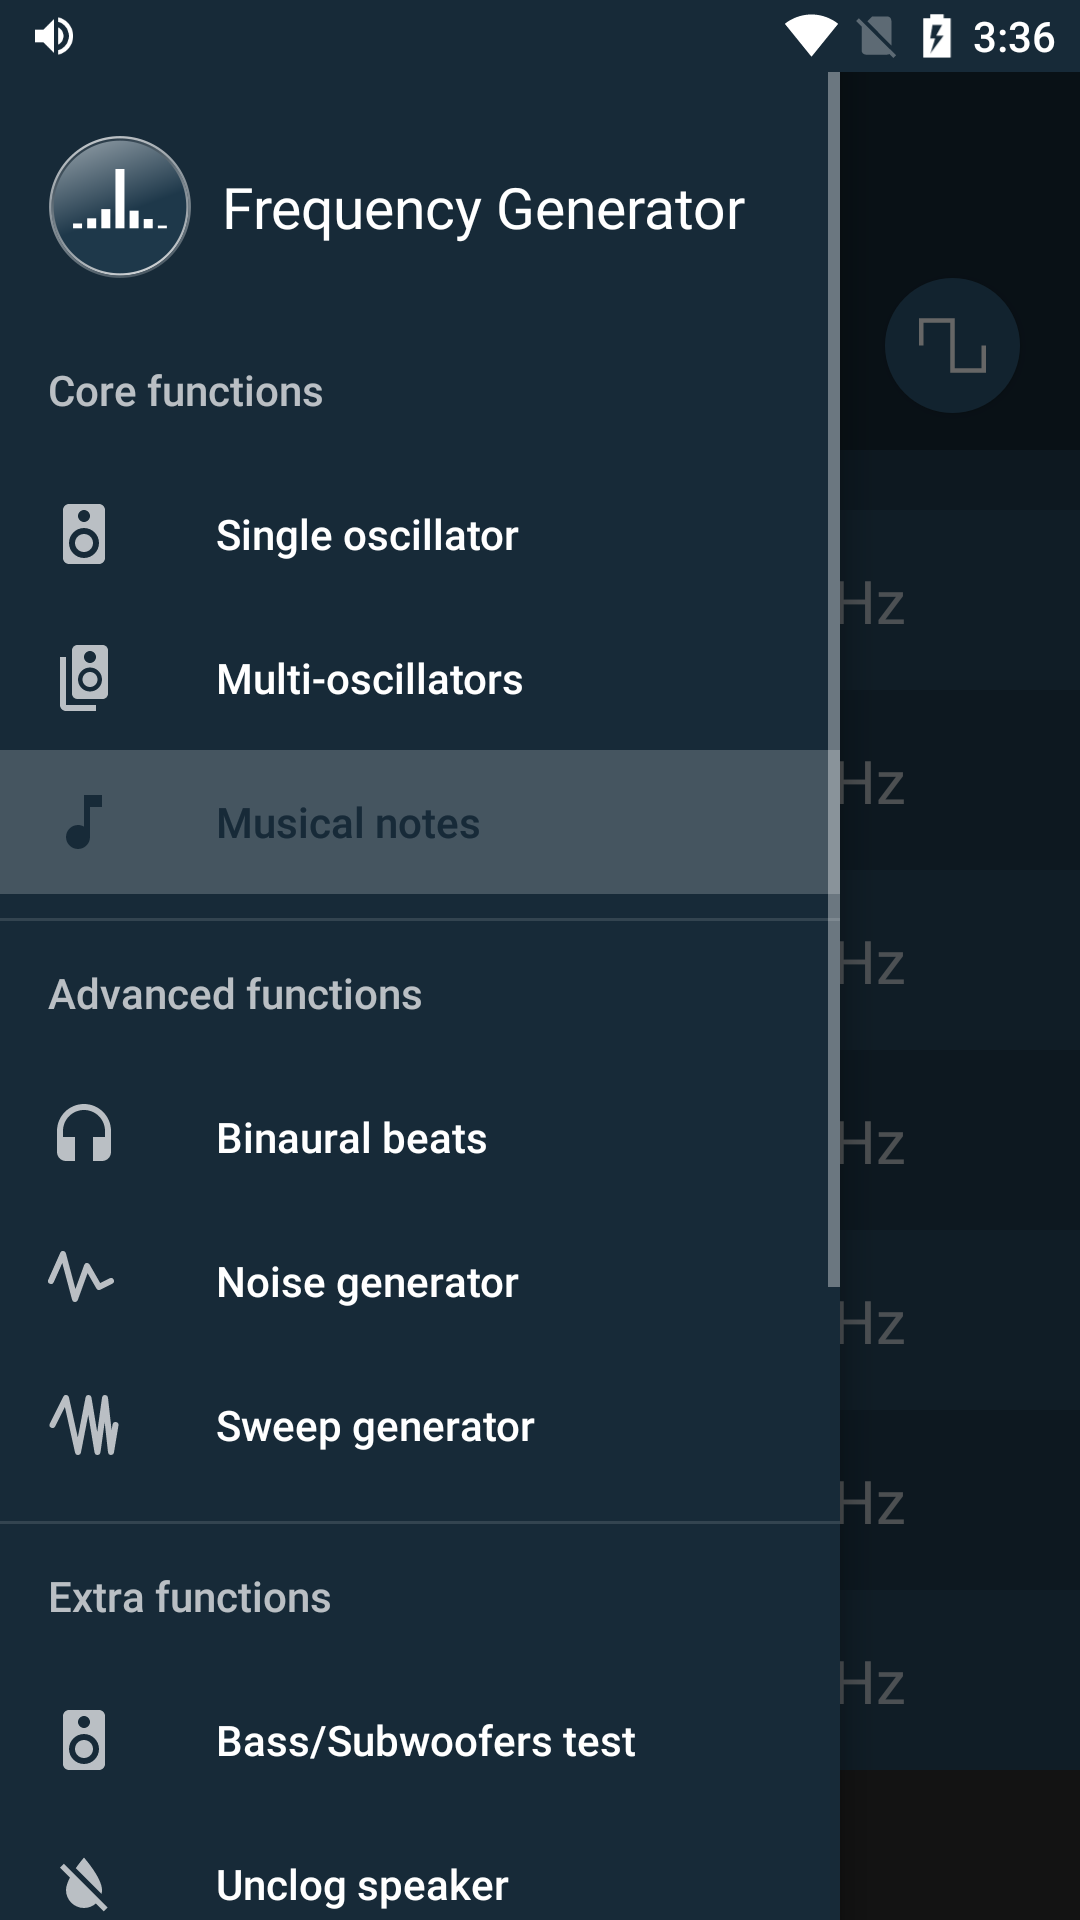 3:36
Frequency Generator
Core functions
Single oscillator
Multi-oscillators
Musical notes
Advanced functions
Binaural beats
Noise generator
Sweep generator
Extra functions
Bass/Subwoofers test
Unclog speaker
Hz
Hz
Hz
Hz
Hz
Hz
Hz